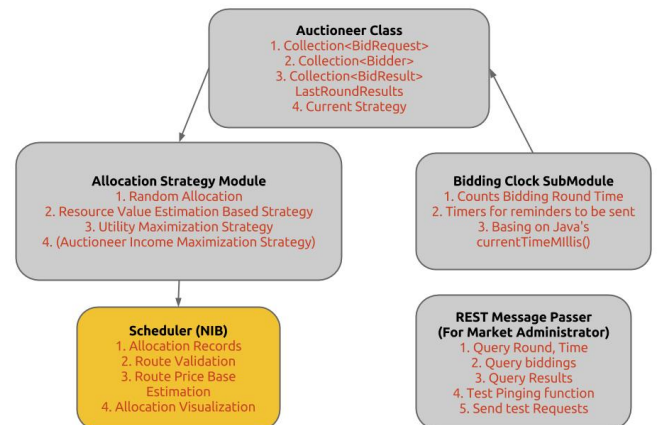 Auctioneer Class
1. Collection<BidRequest>
2. Collection<Bidder>
3. Collection<BidResult>
LastRoundResults
4. Current Strategy
Allocation Strategy Module
1. Random Allocation
2. Resource Value Estimation Based Strategy
3. Utility Maximization Strategy
4. (Auctioneer Income Maximization Strategy)
Bidding Clock SubModule
1. Counts Bidding Round Time
2. Timers for reminders to be sent
3. Basing on Java's
currentTimeMIllis()
Scheduler (NIB)
1. Allocation Records
2. Route Validation
3. Route Price Base
Estimation
4. Allocation Visualization
REST Message Passer
(For Market Administrator)
1. Query Round, Time
2. Query biddings
3. Query Results
4. Test Pinging function
5. Send test Requests